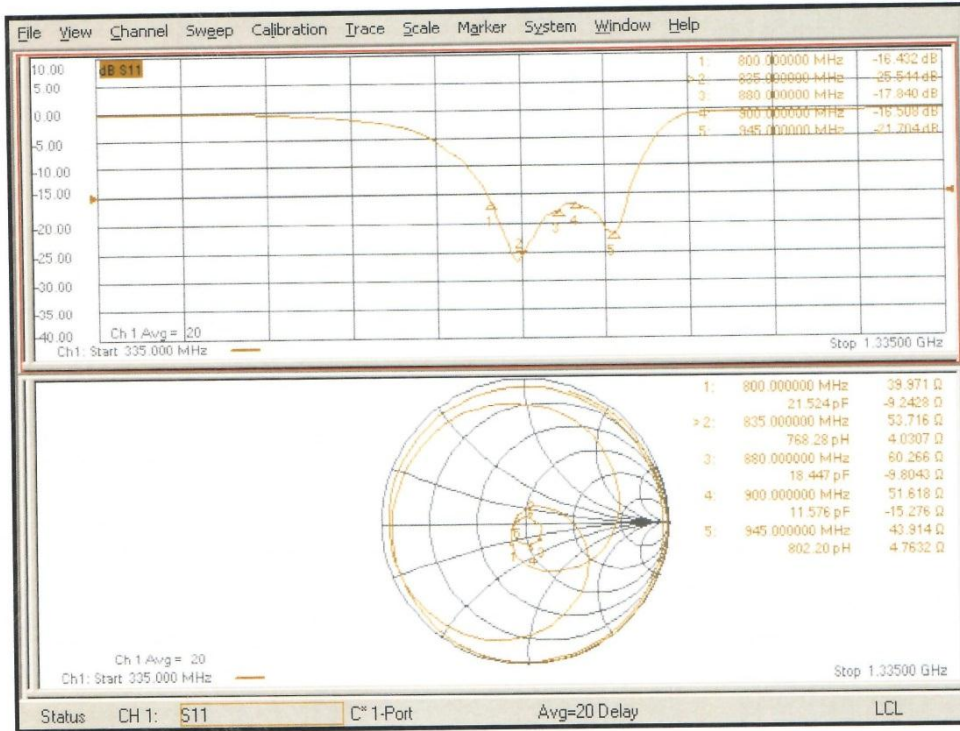 File View Channel Sweep Calibration Trace Scale Marker System Window Help
dB S11
10.00
5.00
0.00
-5.00
-10.00
-15.00
-20.00
-25.00
-30.00
-35.00
-40.00
1: 800.000000 MHz -16.432 dB
>2: 835.000000 MHz -25.544 dB
3: 880.000000 MHz -17.840 dB
4: 900.000000 MHz -16.508 dB
5: 945.000000 MHz -21.704 dB
1
2
3
4
5
Ch 1 Avg = 20
Ch1: Start 335.000 MHz
Stop 1.33500 GHz
1: 800.000000 MHz 39.971 Ω
21.524 pF -9.2428 Ω
>2: 835.000000 MHz 53.716 Ω
768.28 pH 4.0307 Ω
3: 880.000000 MHz 60.266 Ω
18.447 pF -9.8043 Ω
4: 900.000000 MHz 51.618 Ω
11.576 pF -15.276 Ω
5: 945.000000 MHz 43.914 Ω
802.20 pH 4.7632 Ω
Ch 1 Avg = 20
Ch1: Start 335.000 MHz
Stop 1.33500 GHz
Status CH 1: S11 C* 1-Port Avg=20 Delay LCL